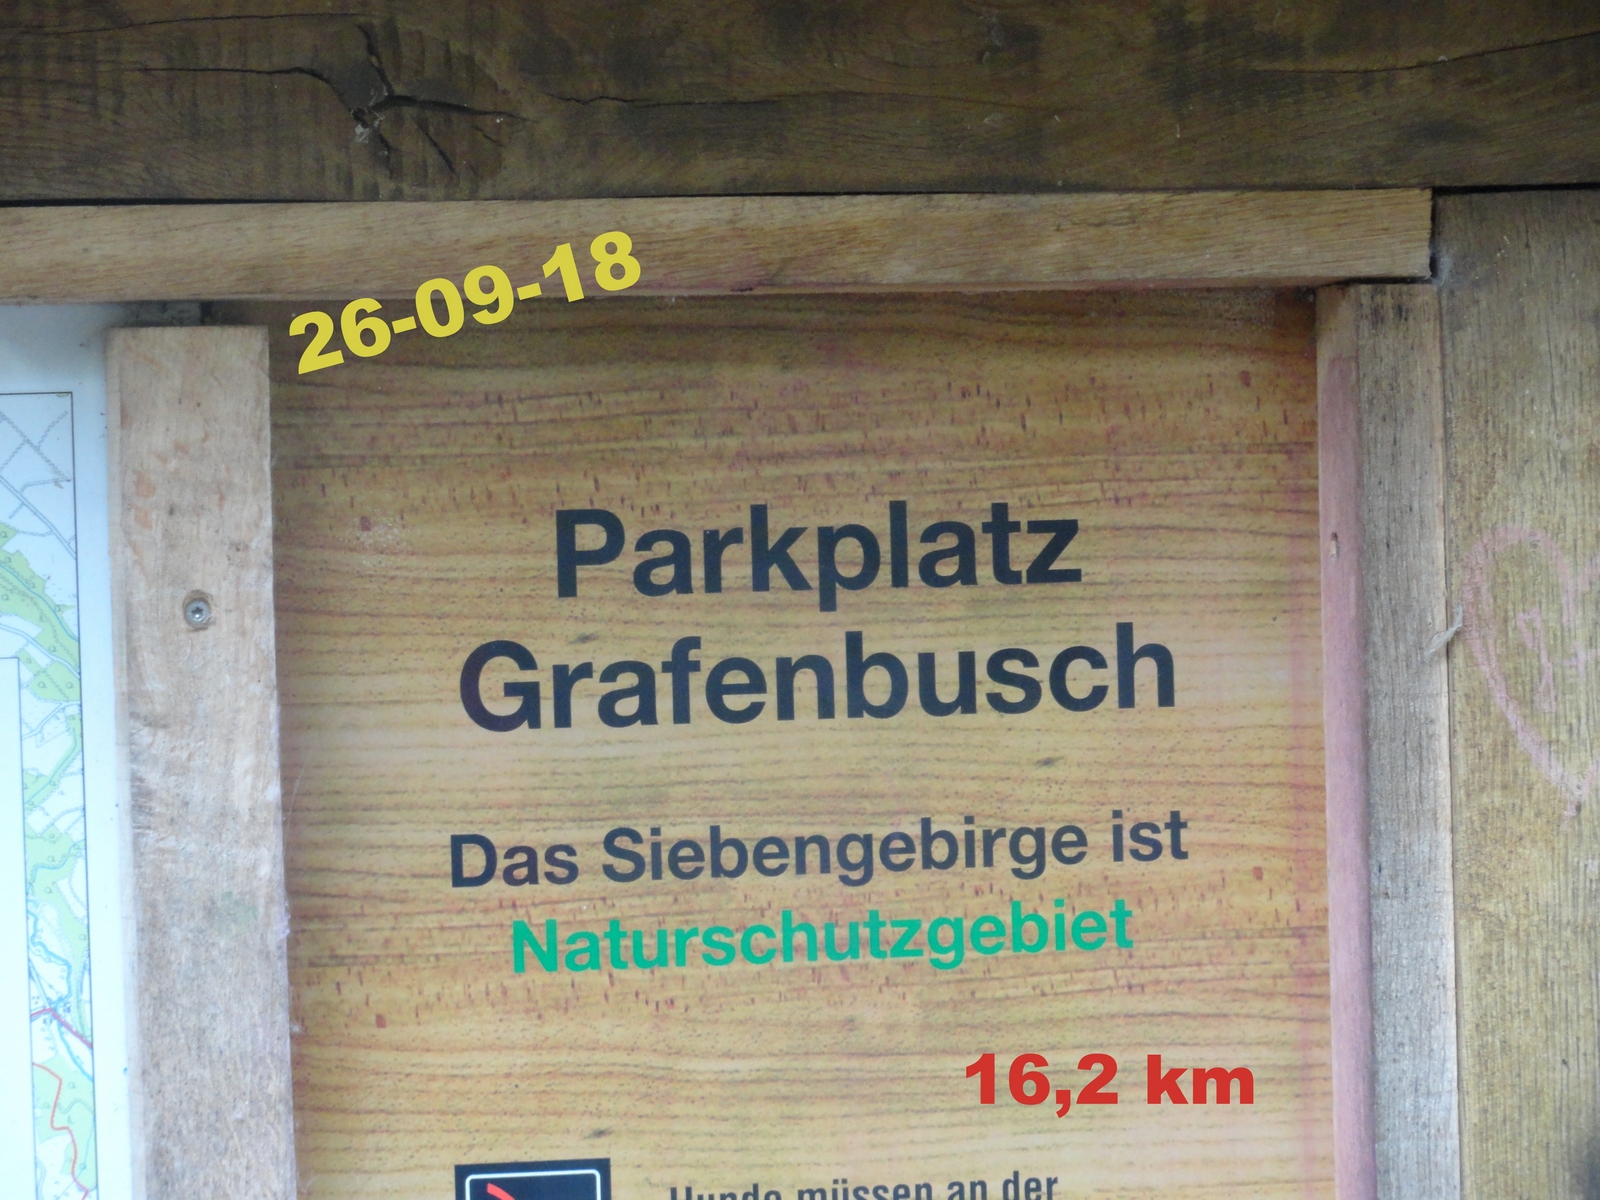 26-09-18
Parkplatz
Grafenbusch
Das Siebengebirge ist
Naturschutzgebiet
16,2 km
Hunde müssen an der